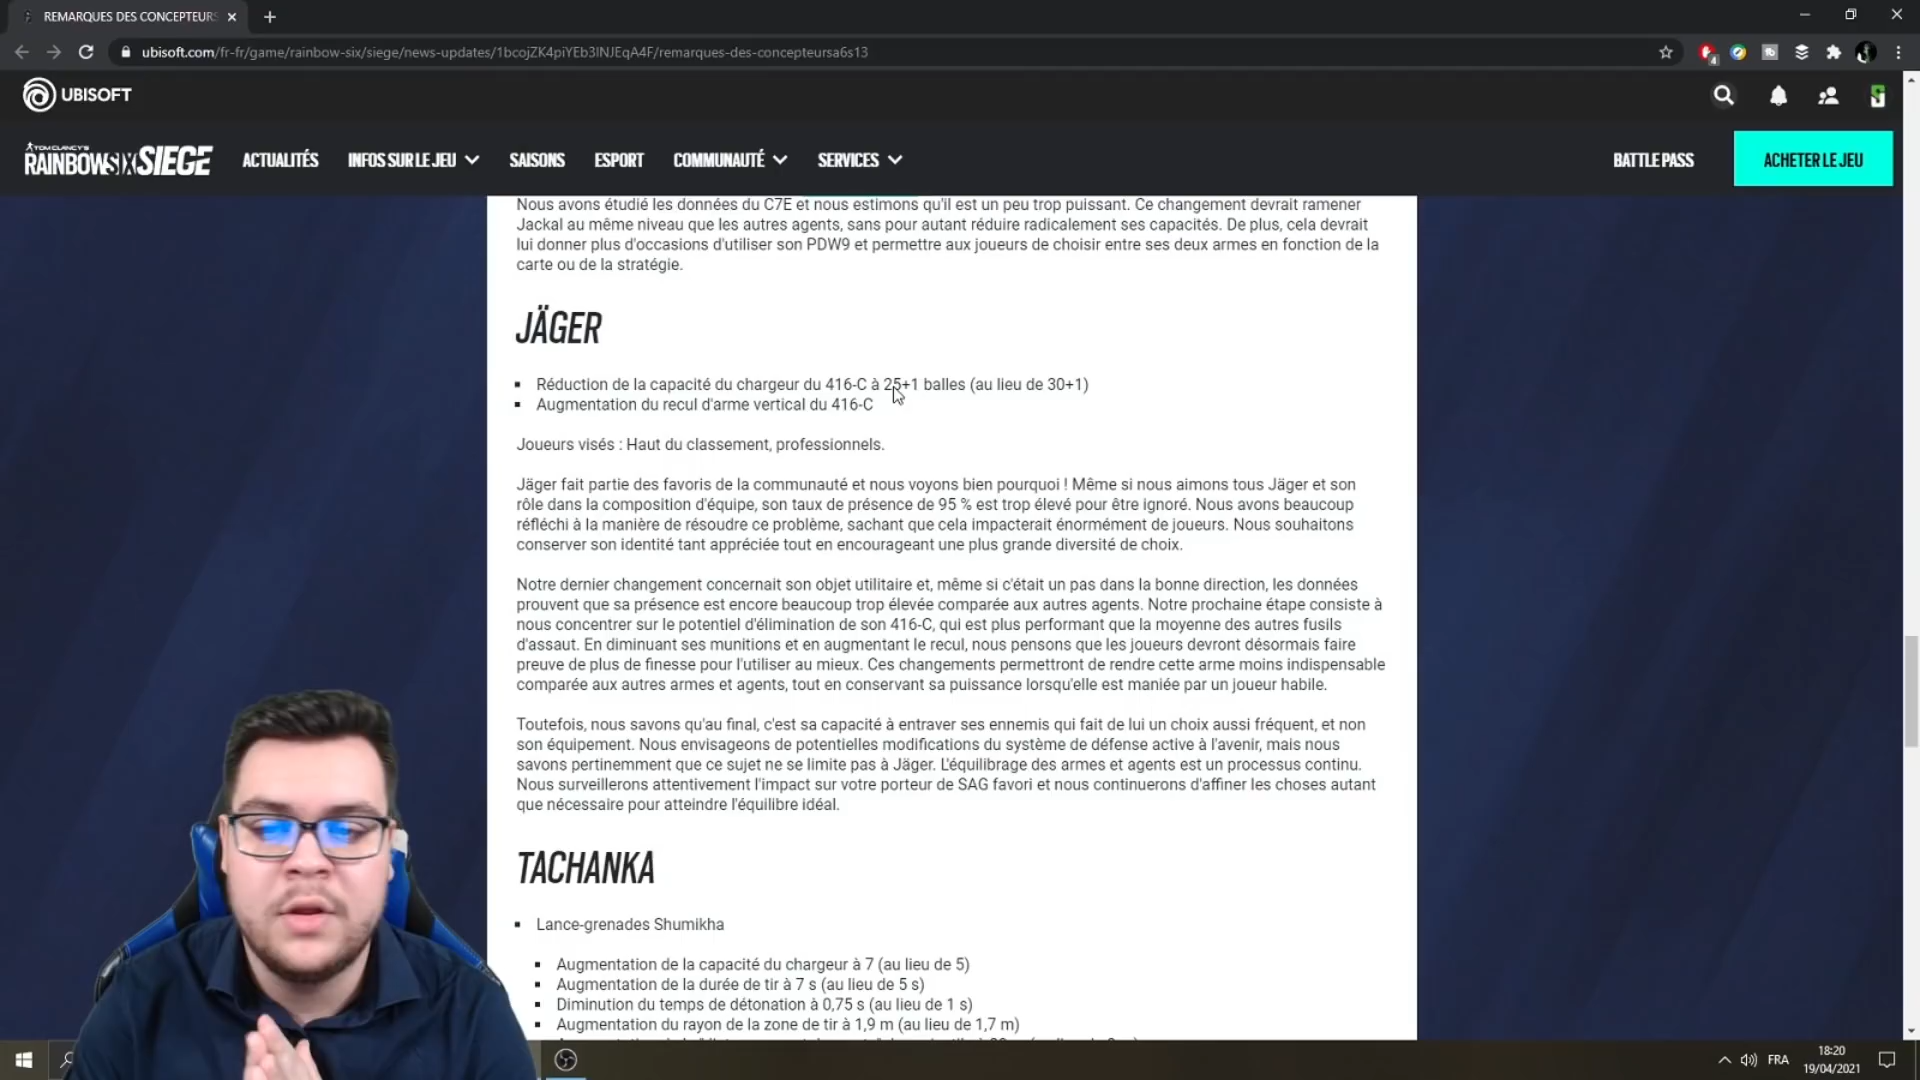 REMARQUES DES CONCEPTEURS
ubisoft.com/fr-fr/game/rainbow-six/siege/news-updates/1bcojZK4piYEb3lNJEqA4F/remarques-des-concepteursa6s13
4
UBISOFT
TOM CLANCY'S
RAINBOWSIX SIEGE
ACTUALITÉS
INFOS SUR LE JEU
SAISONS
ESPORT
COMMUNAUTÉ
SERVICES
BATTLE PASS
ACHETER LE JEU
Nous avons étudié les données du C7E et nous estimons qu'il est un peu trop puissant. Ce changement devrait ramener
Jackal au même niveau que les autres agents, sans pour autant réduire radicalement ses capacités. De plus, cela devrait
lui donner plus d'occasions d'utiliser son PDW9 et permettre aux joueurs de choisir entre ses deux armes en fonction de la
carte ou de la stratégie.
JÄGER
Réduction de la capacité du chargeur du 416-C à 25+1 balles (au lieu de 30+1)
Augmentation du recul d'arme vertical du 416-C
Joueurs visés : Haut du classement, professionnels.
Jäger fait partie des favoris de la communauté et nous voyons bien pourquoi ! Même si nous aimons tous Jäger et son
rôle dans la composition d'équipe, son taux de présence de 95 % est trop élevé pour être ignoré. Nous avons beaucoup
réfléchi à la manière de résoudre ce problème, sachant que cela impacterait énormément de joueurs. Nous souhaitons
conserver son identité tant appréciée tout en encourageant une plus grande diversité de choix.
Notre dernier changement concernait son objet utilitaire et, même si c'était un pas dans la bonne direction, les données
prouvent que sa présence est encore beaucoup trop élevée comparée aux autres agents. Notre prochaine étape consiste à
nous concentrer sur le potentiel d'élimination de son 416-C, qui est plus performant que la moyenne des autres fusils
d'assaut. En diminuant ses munitions et en augmentant le recul, nous pensons que les joueurs devront désormais faire
preuve de plus de finesse pour l'utiliser au mieux. Ces changements permettront de rendre cette arme moins indispensable
comparée aux autres armes et agents, tout en conservant sa puissance lorsqu'elle est maniée par un joueur habile.
Toutefois, nous savons qu'au final, c'est sa capacité à entraver ses ennemis qui fait de lui un choix aussi fréquent, et non
son équipement. Nous envisageons de potentielles modifications du système de défense active à l'avenir, mais nous
savons pertinemment que ce sujet ne se limite pas à Jäger. L'équilibrage des armes et agents est un processus continu.
Nous surveillerons attentivement l'impact sur votre porteur de SAG favori et nous continuerons d'affiner les choses autant
que nécessaire pour atteindre l'équilibre idéal.
TACHANKA
Lance-grenades Shumikha
Augmentation de la capacité du chargeur à 7 (au lieu de 5)
Augmentation de la durée de tir à 7 s (au lieu de 5 s)
Diminution du temps de détonation à 0,75 s (au lieu de 1 s)
Augmentation du rayon de la zone de tir à 1,9 m (au lieu de 1,7 m)
FRA
18:20
19/04/2021